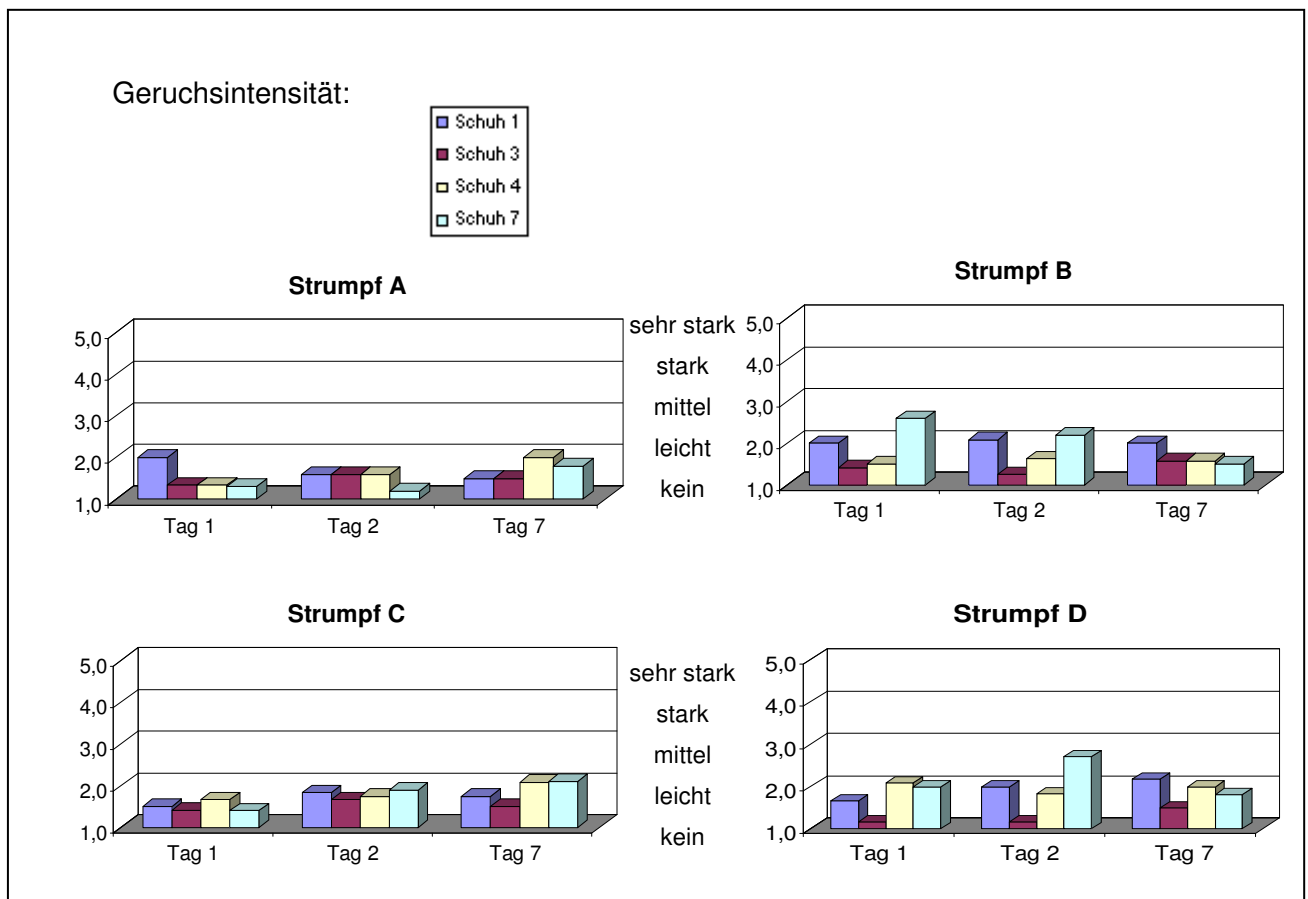 Geruchsintensität:
Schuh 1
Schuh 3
Schuh 4
Schuh 7
Strumpf A
5,0
4,0
3,0
2,0
1,0
Tag 1 Tag 2 Tag 7
sehr stark
stark
mittel
leicht
kein
Strumpf B
5,0
4,0
3,0
2,0
1,0
Tag 1 Tag 2 Tag 7
Strumpf C
5,0
4,0
3,0
2,0
1,0
Tag 1 Tag 2 Tag 7
sehr stark
stark
mittel
leicht
kein
Strumpf D
5,0
4,0
3,0
2,0
1,0
Tag 1 Tag 2 Tag 7